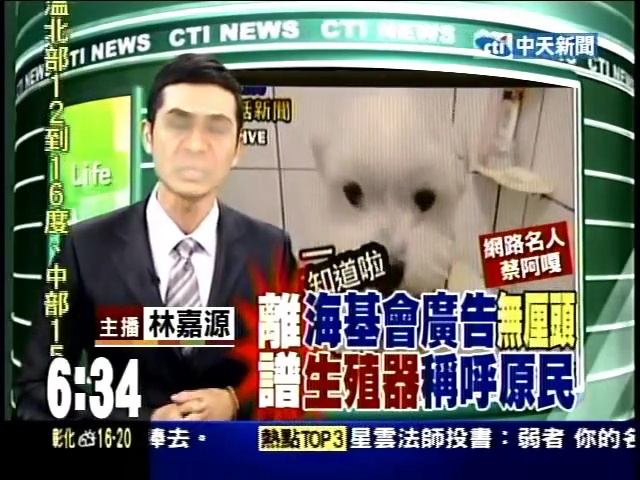 CTI NEWS
CTI NEWS
CTI NEWS
CTI NEWS
cti 中天新聞
溫北部12到16度、中部15
Life
話新聞
知道啦
網路名人
蔡阿嘎
主播 林嘉源
離譜
海基會廣告無厘頭
生殖器稱呼原民
6:34
彰化 16-20
棒去。 熱點TOP3 星雲法師投書：弱者 你的名